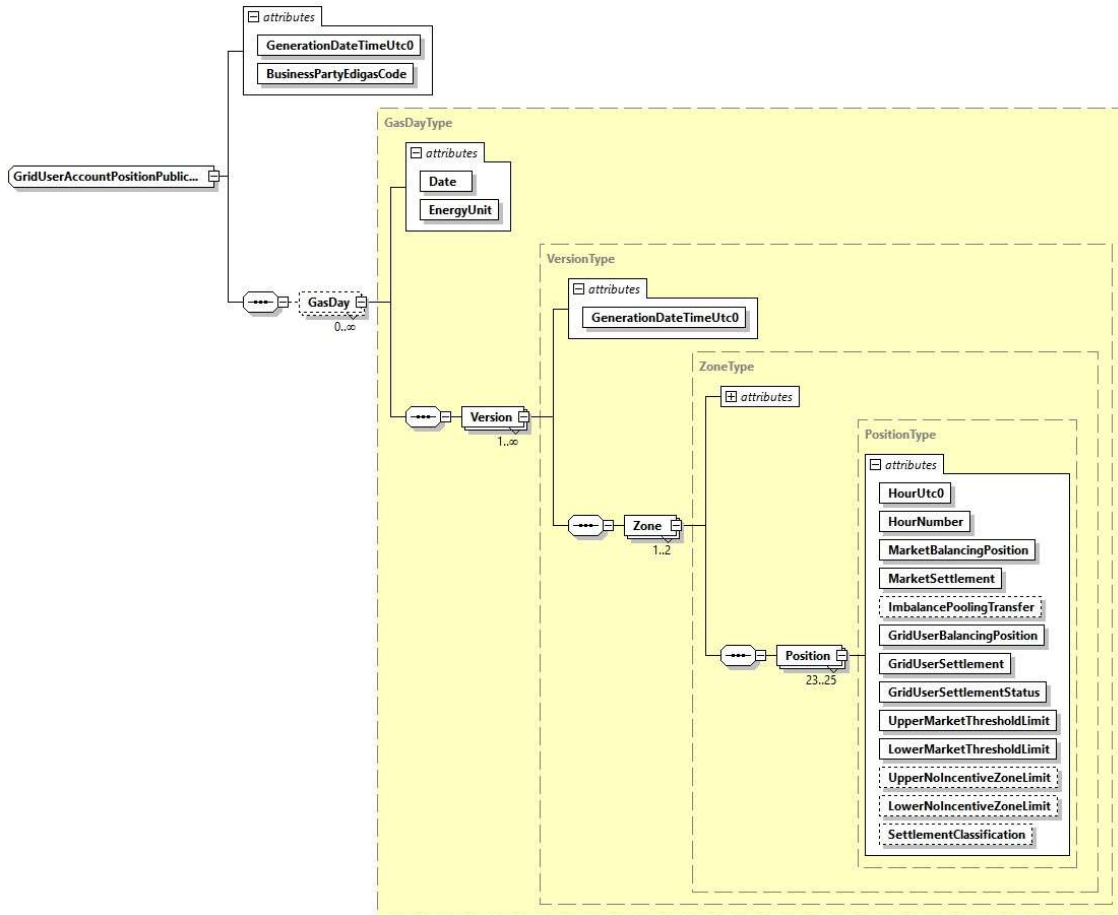 attributes
GenerationDateTimeUtc0
BusinessPartyEdigasCode
GridUserAccountPositionPublic...
GasDayType
attributes
Date
EnergyUnit
GasDay
0..∞
VersionType
attributes
GenerationDateTimeUtc0
Version
1..∞
ZoneType
attributes
Zone
1..2
PositionType
attributes
HourUtc0
HourNumber
MarketBalancingPosition
MarketSettlement
ImbalancePoolingTransfer
GridUserBalancingPosition
GridUserSettlement
GridUserSettlementStatus
UpperMarketThresholdLimit
LowerMarketThresholdLimit
UpperNoIncentiveZoneLimit
LowerNoIncentiveZoneLimit
SettlementClassification
Position
23..25